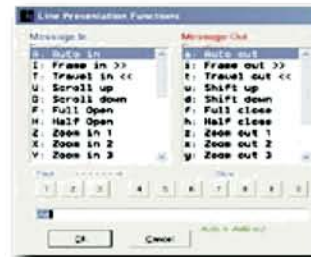 Line Presentation Functions
Message In
Message Out
A: Auto in
I: Frame in >>
T: Travel in <<
U: Scroll up
G: Scroll down
F: Full Open
H: Half Open
Z: Zoom in 1
X: Zoom in 2
Y: Zoom in 3
a: Auto out
i: Frame out >>
t: Travel out <<
u: Shift up
d: Shift down
f: Full close
h: Half close
z: Zoom out 1
x: Zoom out 2
y: Zoom out 3
Fast
Slow
1 2 3 4 5 6 7 8 9
OK
Cancel